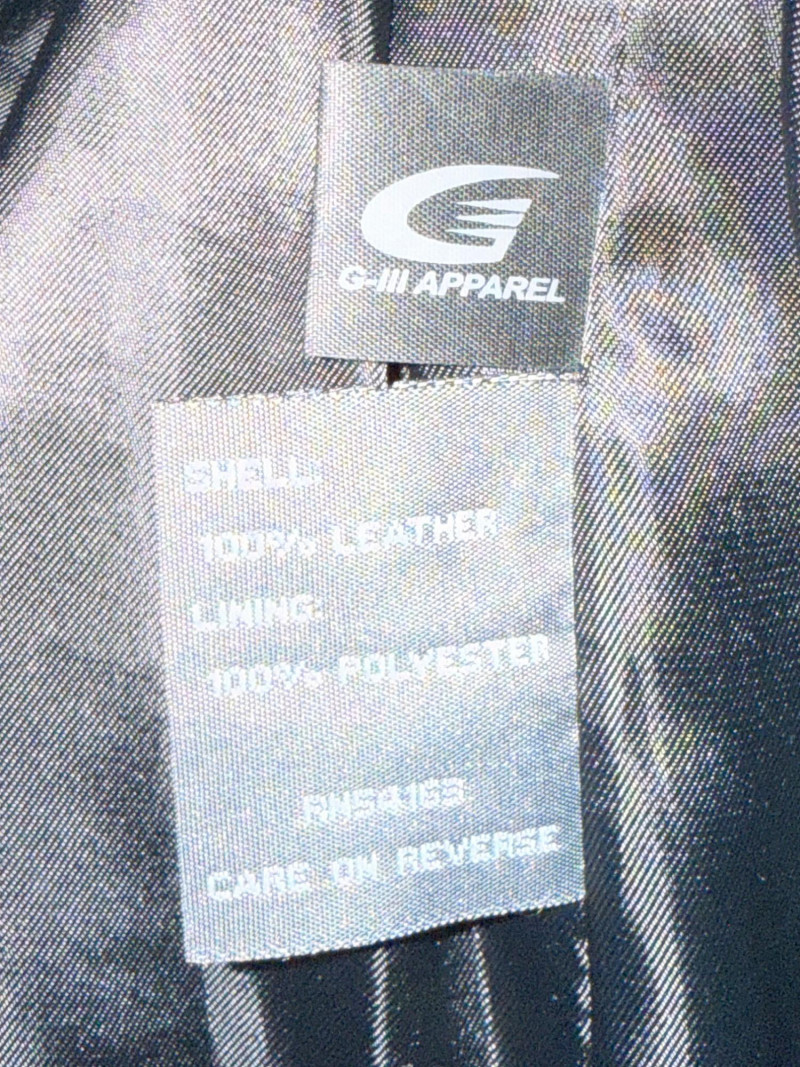 G-III APPAREL
SHELL:
100% LEATHER
LINING:
100% POLYESTER
RN54163
CARE ON REVERSE